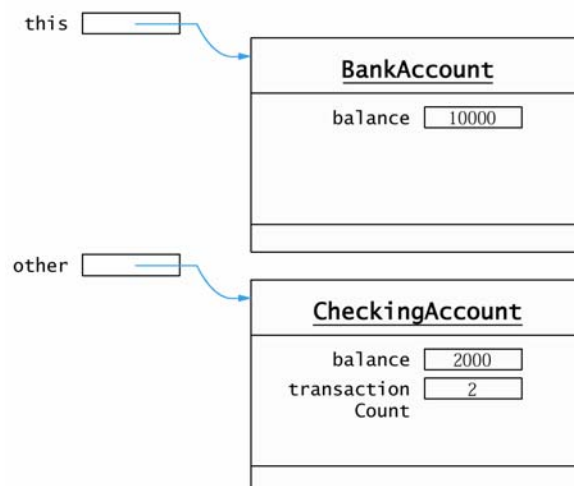 this
BankAccount
balance 10000
other
CheckingAccount
balance 2000
transaction 2
Count